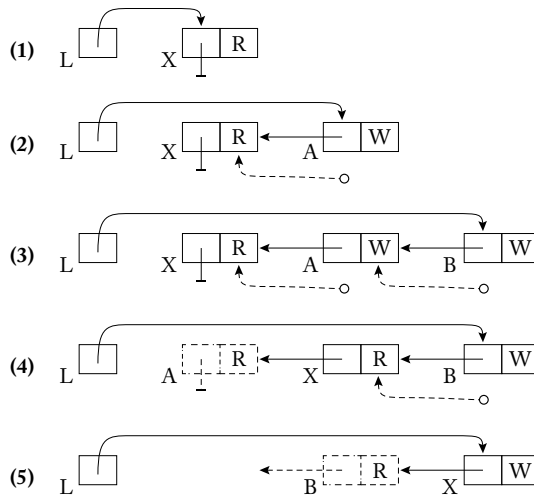 (1) L X R
(2) L X R A W
(3) L X R A W B W
(4) L A R X R B W
(5) L B R X W